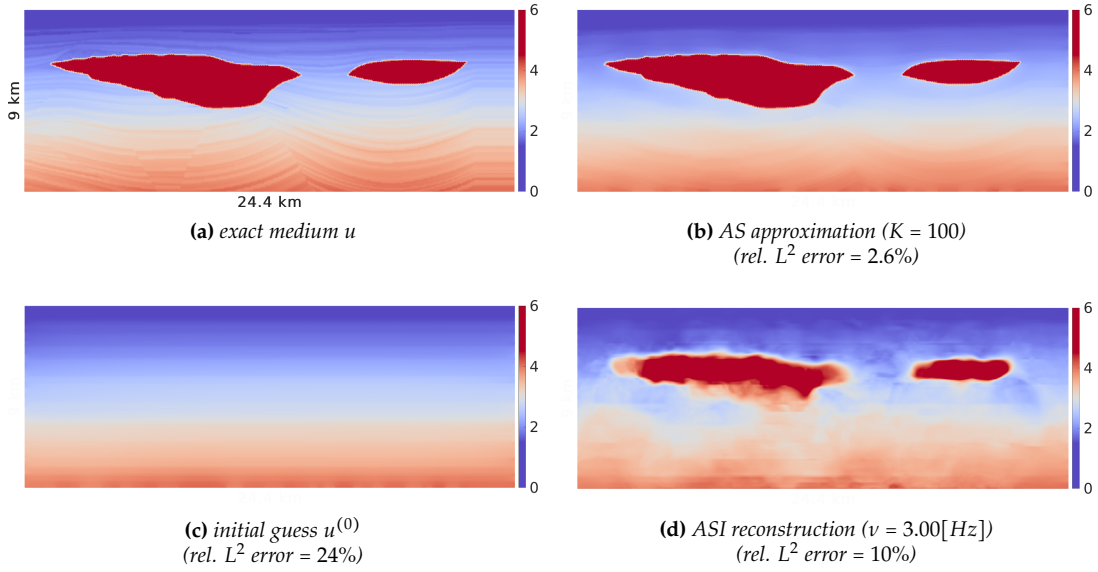 6
4
2
0
9 km
24.4 km
(a) exact medium u
6
4
2
0
(b) AS approximation (K = 100)
(rel. L² error = 2.6%)
6
4
2
0
(c) initial guess u⁽⁰⁾
(rel. L² error = 24%)
6
4
2
0
(d) ASI reconstruction (ν = 3.00[Hz])
(rel. L² error = 10%)